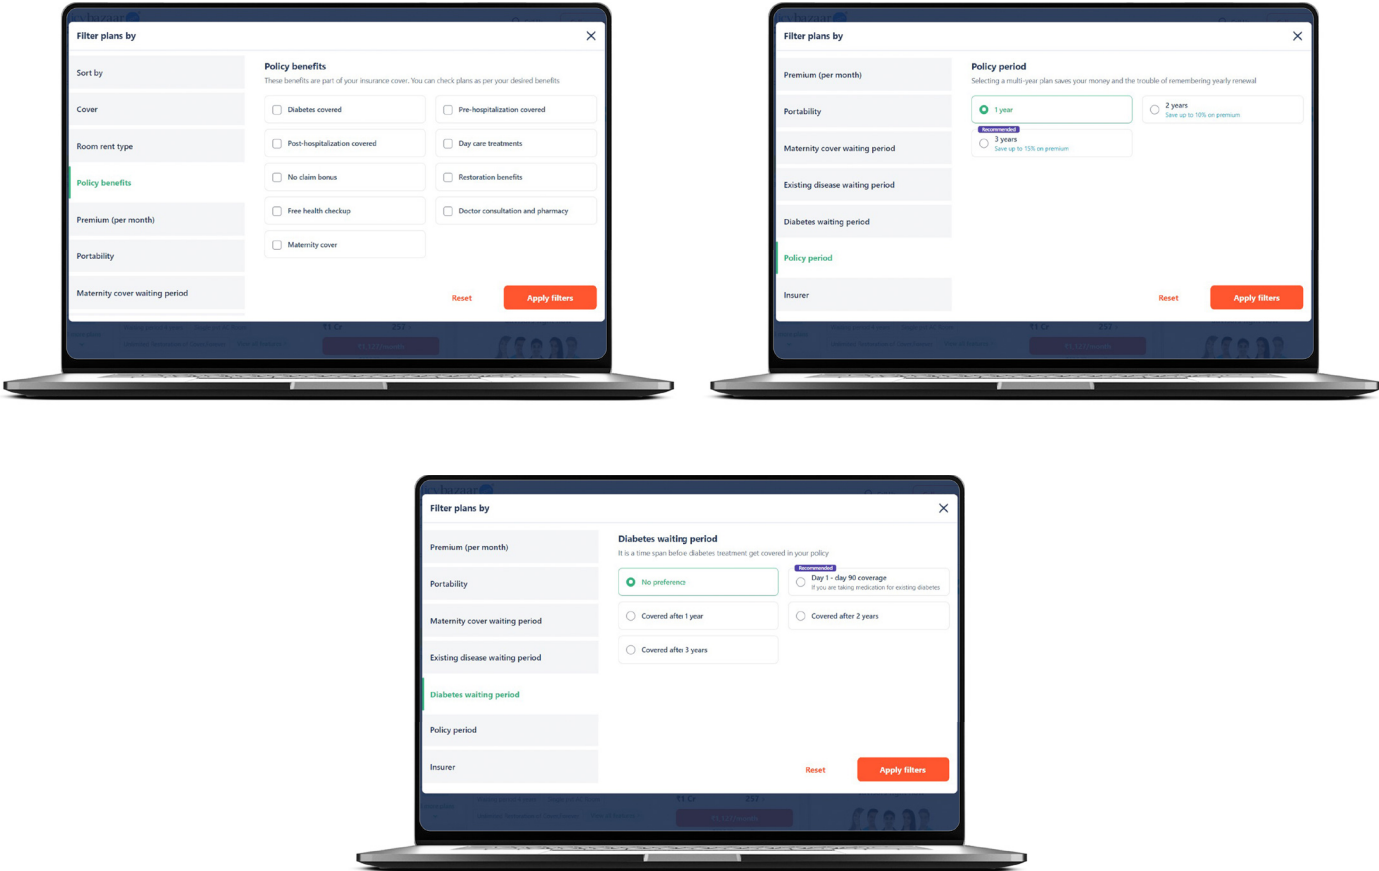 Filter plans by
Sort by
Cover
Room rent type
Policy benefits
Premium (per month)
Portability
Maternity cover waiting period
Policy benefits
These benefits are part of your insurance cover. You can check plans as per your desired benefits
Diabetes covered
Pre-hospitalization covered
Post-hospitalization covered
Day care treatments
No claim bonus
Restoration benefits
Free health checkup
Doctor consultation and pharmacy
Maternity cover
Reset
Apply filters
₹1 Cr
257
Filter plans by
Premium (per month)
Portability
Maternity cover waiting period
Existing disease waiting period
Diabetes waiting period
Policy period
Insurer
Policy period
Selecting a multi-year plan saves your money and the trouble of remembering yearly renewal
1 year
2 years
Save up to 10% on premium
Recommended
3 years
Save up to 15% on premium
Reset
Apply filters
₹1 Cr
257
Filter plans by
Premium (per month)
Portability
Maternity cover waiting period
Existing disease waiting period
Diabetes waiting period
Policy period
Insurer
Diabetes waiting period
It is a time span before diabetes treatment get covered in your policy
No preference
Recommended
Day 1 - day 90 coverage
If you are taking medication for existing diabetes
Covered after 1 year
Covered after 2 years
Covered after 3 years
Reset
Apply filters
₹1 Cr
257